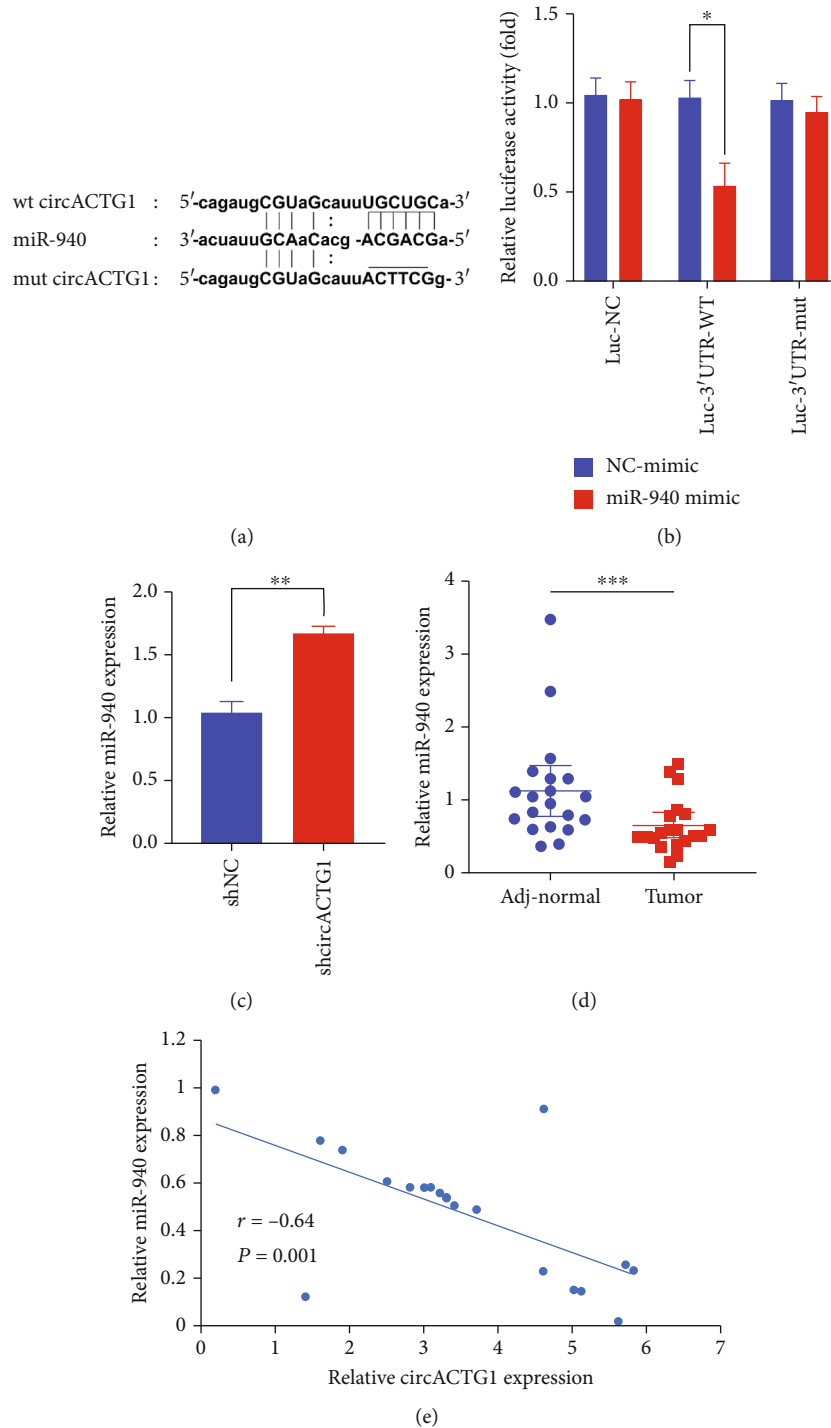 wt circACTG1 : 5′-cagaugCGUaGcauuUGCUGCa-3′
miR-940 : 3′-acuauuGCAaCacg -ACGACGa-5′
mut circACTG1 : 5′-cagaugCGUaGcauuACTTCGg- 3′
(a)
Relative luciferase activity (fold)
1.5
1.0
0.5
0.0
*
Luc-NC
Luc-3′UTR-WT
Luc-3′UTR-mut
NC-mimic
miR-940 mimic
(b)
Relative miR-940 expression
2.0
1.5
1.0
0.5
0.0
**
shNC
shcircACTG1
(c)
Relative miR-940 expression
4
3
2
1
0
***
Adj-normal Tumor
(d)
Relative miR-940 expression
1.2
1
0.8
0.6
0.4
0.2
0
r = –0.64
P = 0.001
0 1 2 3 4 5 6 7
Relative circACTG1 expression
(e)